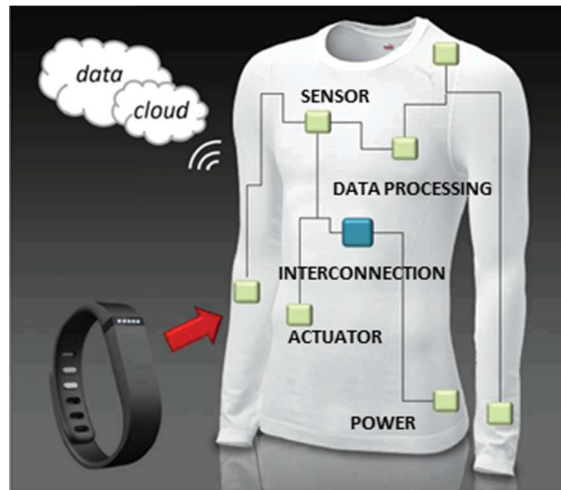 data
cloud
SENSOR
DATA PROCESSING
INTERCONNECTION
ACTUATOR
POWER